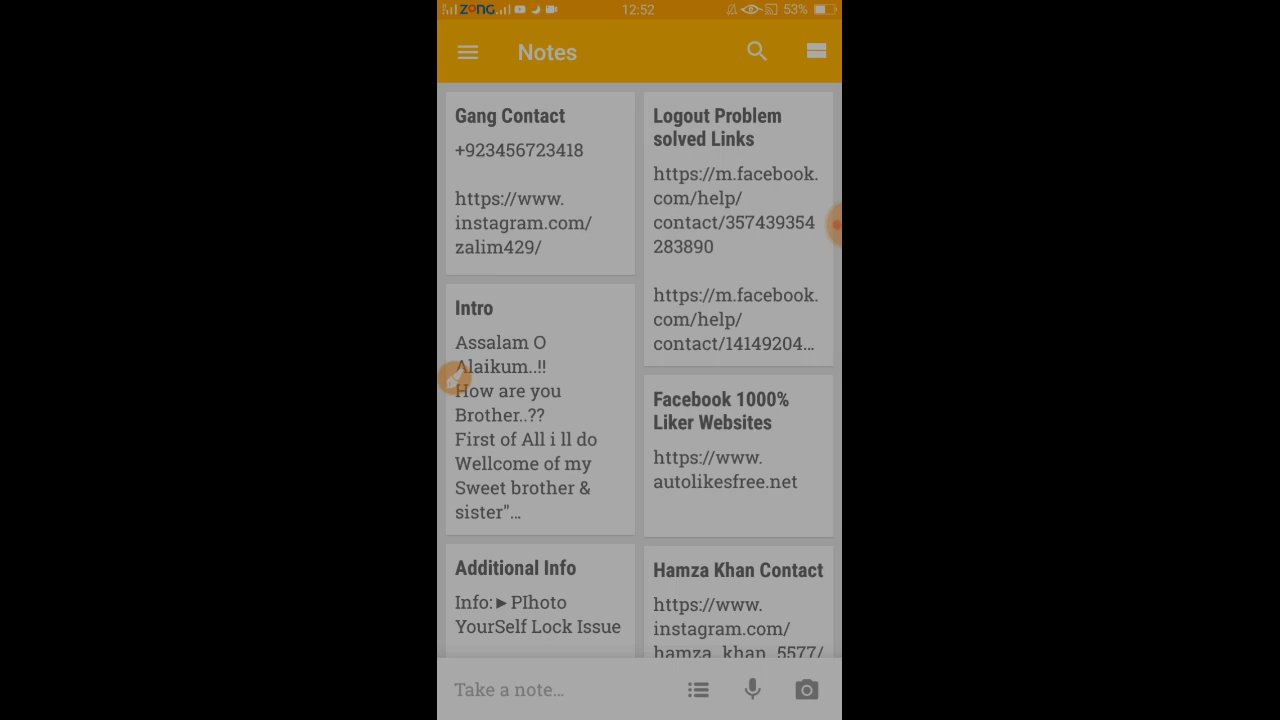 ZONG
12:52
53%
Notes
Gang Contact
+923456723418
https://www.
instagram.com/
zalim429/
Intro
Assalam O
Alaikum..!!
How are you
Brother..??
First of All i ll do
Wellcome of my
Sweet brother &
sister"...
Additional Info
Info:►PIhoto
YourSelf Lock Issue
Logout Problem
solved Links
https://m.facebook.
com/help/
contact/357439354
283890
https://m.facebook.
com/help/
contact/14149204...
Facebook 1000%
Liker Websites
https://www.
autolikesfree.net
Hamza Khan Contact
https://www.
instagram.com/
hamza_khan_5577/
Take a note...